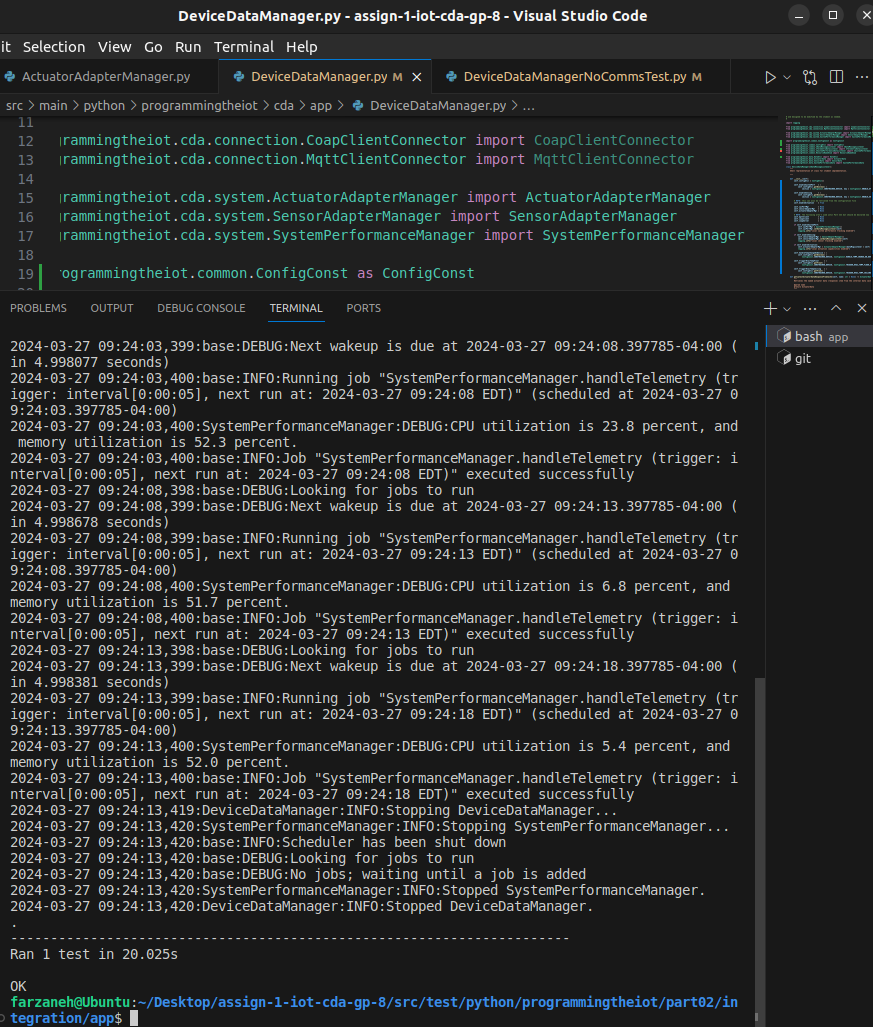 DeviceDataManager.py - assign-1-iot-cda-gp-8 - Visual Studio Code
it Selection View Go Run Terminal Help
ActuatorAdapterManager.py DeviceDataManager.py M DeviceDataManagerNoCommsTest.py M
src > main > python > programmingtheiot > cda > app > DeviceDataManager.py > ...
11
12 rammingtheiot.cda.connection.CoapClientConnector import CoapClientConnector
13 rammingtheiot.cda.connection.MqttClientConnector import MqttClientConnector
14
15 rammingtheiot.cda.system.ActuatorAdapterManager import ActuatorAdapterManager
16 rammingtheiot.cda.system.SensorAdapterManager import SensorAdapterManager
17 rammingtheiot.cda.system.SystemPerformanceManager import SystemPerformanceManager
18
19 rogrammingtheiot.common.ConfigConst as ConfigConst
PROBLEMS OUTPUT DEBUG CONSOLE TERMINAL PORTS
bash app
git
2024-03-27 09:24:03,399:base:DEBUG:Next wakeup is due at 2024-03-27 09:24:08.397785-04:00 (
in 4.998077 seconds)
2024-03-27 09:24:03,400:base:INFO:Running job "SystemPerformanceManager.handleTelemetry (tr
igger: interval[0:00:05], next run at: 2024-03-27 09:24:08 EDT)" (scheduled at 2024-03-27 0
9:24:03.397785-04:00)
2024-03-27 09:24:03,400:SystemPerformanceManager:DEBUG:CPU utilization is 23.8 percent, and
 memory utilization is 52.3 percent.
2024-03-27 09:24:03,400:base:INFO:Job "SystemPerformanceManager.handleTelemetry (trigger: i
nterval[0:00:05], next run at: 2024-03-27 09:24:08 EDT)" executed successfully
2024-03-27 09:24:08,398:base:DEBUG:Looking for jobs to run
2024-03-27 09:24:08,399:base:DEBUG:Next wakeup is due at 2024-03-27 09:24:13.397785-04:00 (
in 4.998678 seconds)
2024-03-27 09:24:08,399:base:INFO:Running job "SystemPerformanceManager.handleTelemetry (tr
igger: interval[0:00:05], next run at: 2024-03-27 09:24:13 EDT)" (scheduled at 2024-03-27 0
9:24:08.397785-04:00)
2024-03-27 09:24:08,400:SystemPerformanceManager:DEBUG:CPU utilization is 6.8 percent, and
memory utilization is 51.7 percent.
2024-03-27 09:24:08,400:base:INFO:Job "SystemPerformanceManager.handleTelemetry (trigger: i
nterval[0:00:05], next run at: 2024-03-27 09:24:13 EDT)" executed successfully
2024-03-27 09:24:13,398:base:DEBUG:Looking for jobs to run
2024-03-27 09:24:13,399:base:DEBUG:Next wakeup is due at 2024-03-27 09:24:18.397785-04:00 (
in 4.998381 seconds)
2024-03-27 09:24:13,399:base:INFO:Running job "SystemPerformanceManager.handleTelemetry (tr
igger: interval[0:00:05], next run at: 2024-03-27 09:24:18 EDT)" (scheduled at 2024-03-27 0
9:24:13.397785-04:00)
2024-03-27 09:24:13,400:SystemPerformanceManager:DEBUG:CPU utilization is 5.4 percent, and
memory utilization is 52.0 percent.
2024-03-27 09:24:13,400:base:INFO:Job "SystemPerformanceManager.handleTelemetry (trigger: i
nterval[0:00:05], next run at: 2024-03-27 09:24:18 EDT)" executed successfully
2024-03-27 09:24:13,419:DeviceDataManager:INFO:Stopping DeviceDataManager...
2024-03-27 09:24:13,420:SystemPerformanceManager:INFO:Stopping SystemPerformanceManager...
2024-03-27 09:24:13,420:base:INFO:Scheduler has been shut down
2024-03-27 09:24:13,420:base:DEBUG:Looking for jobs to run
2024-03-27 09:24:13,420:base:DEBUG:No jobs; waiting until a job is added
2024-03-27 09:24:13,420:SystemPerformanceManager:INFO:Stopped SystemPerformanceManager.
2024-03-27 09:24:13,420:DeviceDataManager:INFO:Stopped DeviceDataManager.
.
----------------------------------------------------------------------
Ran 1 test in 20.025s
OK
farzaneh@Ubuntu:~/Desktop/assign-1-iot-cda-gp-8/src/test/python/programmingtheiot/part02/in
tegration/app$